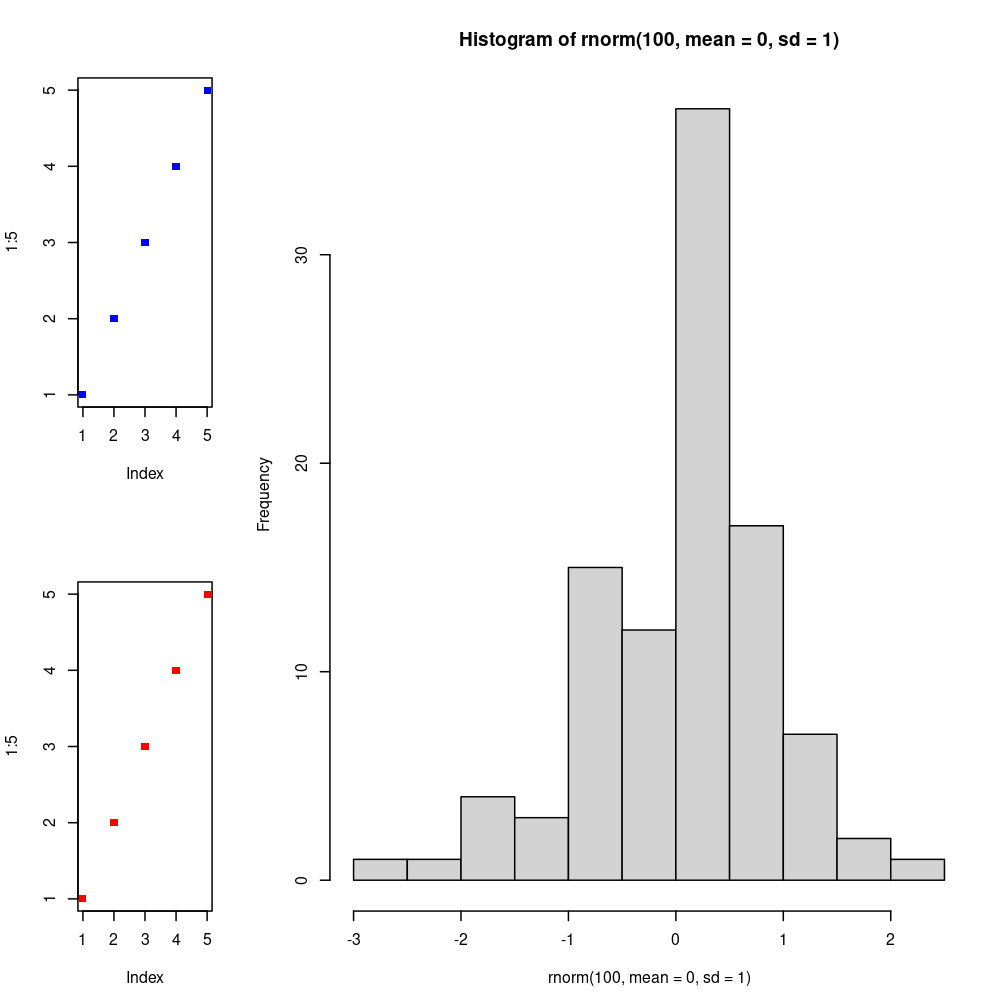 Histogram of rnorm(100, mean = 0, sd = 1)
5
4
3
2
1
1:5
1 2 3 4 5
Index
5
4
3
2
1
1:5
1 2 3 4 5
Index
30
20
10
0
Frequency
-3 -2 -1 0 1 2
rnorm(100, mean = 0, sd = 1)